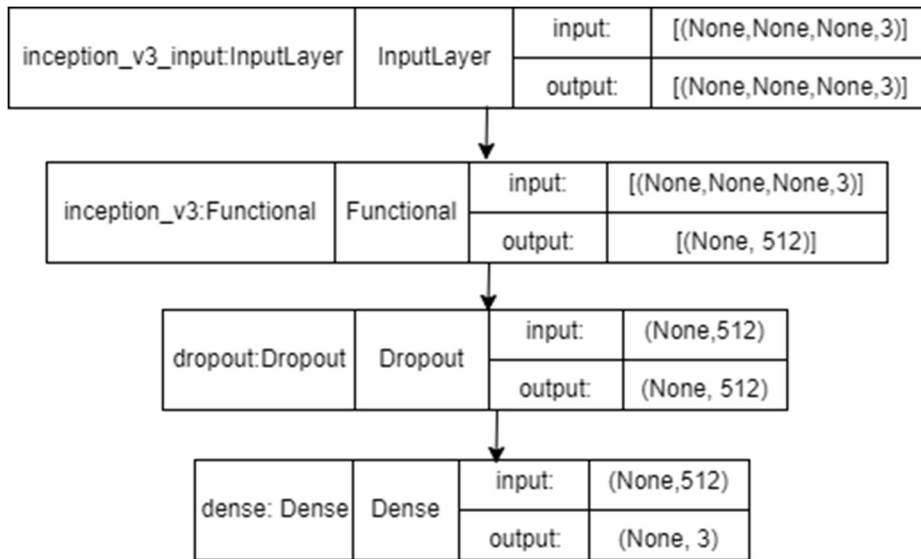 inception_v3_input:InputLayer InputLayer input: [(None,None,None,3)]
output: [(None,None,None,3)]
inception_v3:Functional Functional input: [(None,None,None,3)]
output: [(None, 512)]
dropout:Dropout Dropout input: (None,512)
output: (None, 512)
dense: Dense Dense input: (None,512)
output: (None, 3)